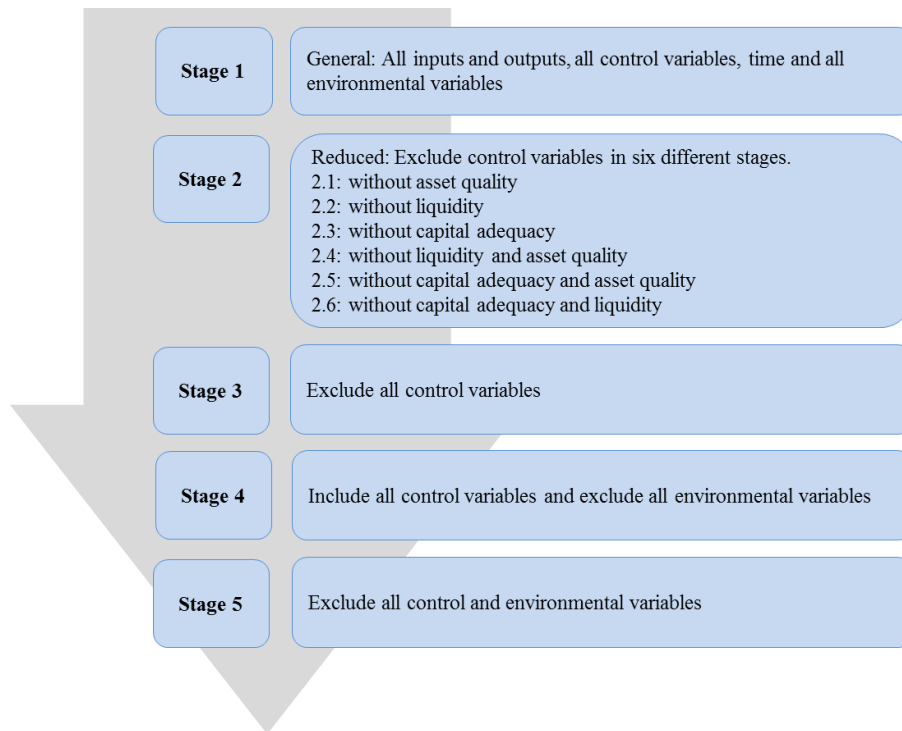 Stage 1
General: All inputs and outputs, all control variables, time and all
environmental variables
Stage 2
Reduced: Exclude control variables in six different stages.
2.1: without asset quality
2.2: without liquidity
2.3: without capital adequacy
2.4: without liquidity and asset quality
2.5: without capital adequacy and asset quality
2.6: without capital adequacy and liquidity
Stage 3
Exclude all control variables
Stage 4
Include all control variables and exclude all environmental variables
Stage 5
Exclude all control and environmental variables